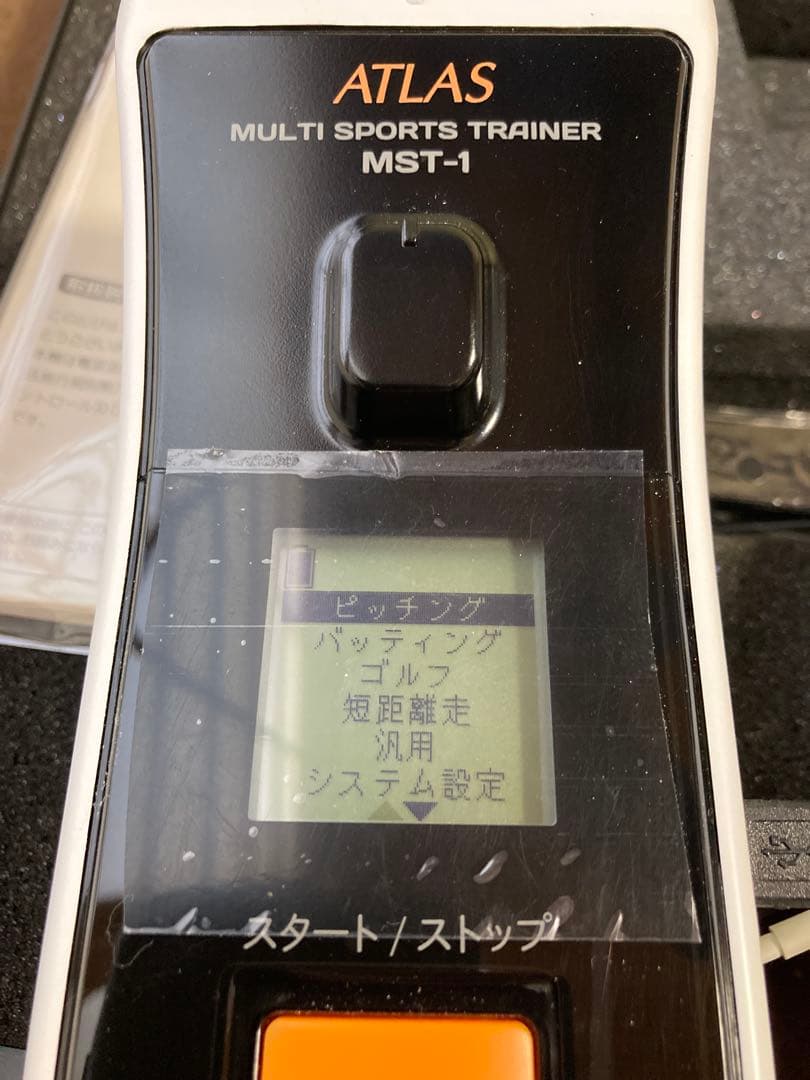 ATLAS
MULTI SPORTS TRAINER
MST-1
ピッチング
バッティング
ゴルフ
短距離走
汎用
システム設定
スタート/ストップ